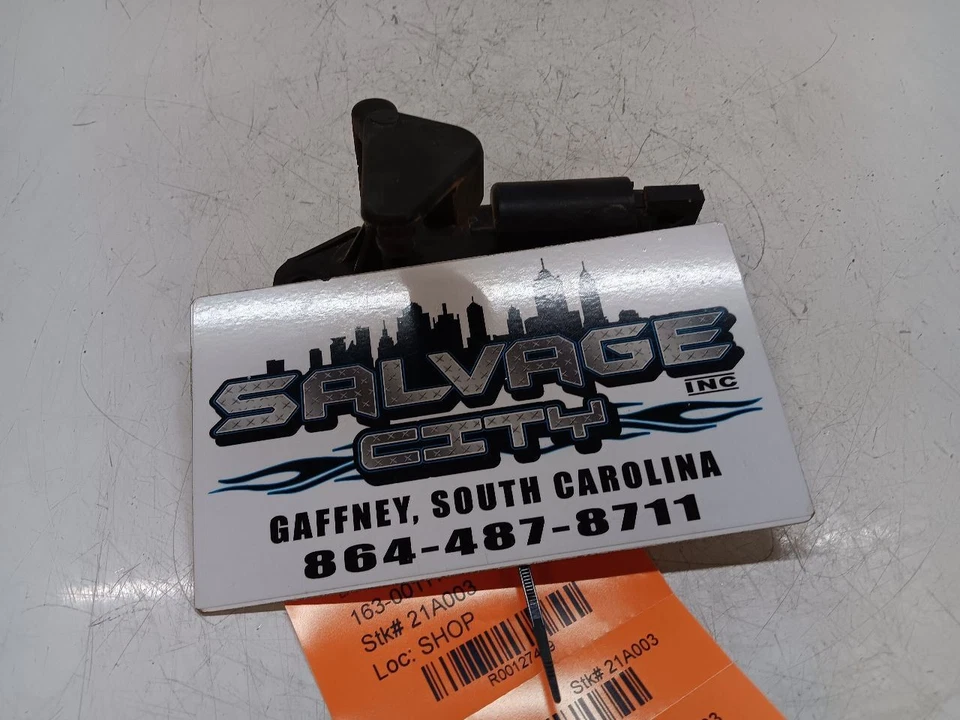 SALVAGE
INC
CITY
GAFFNEY, SOUTH CAROLINA
864-487-8711
Stk# 21A003
Loc: SHOP
Stk# 21A003